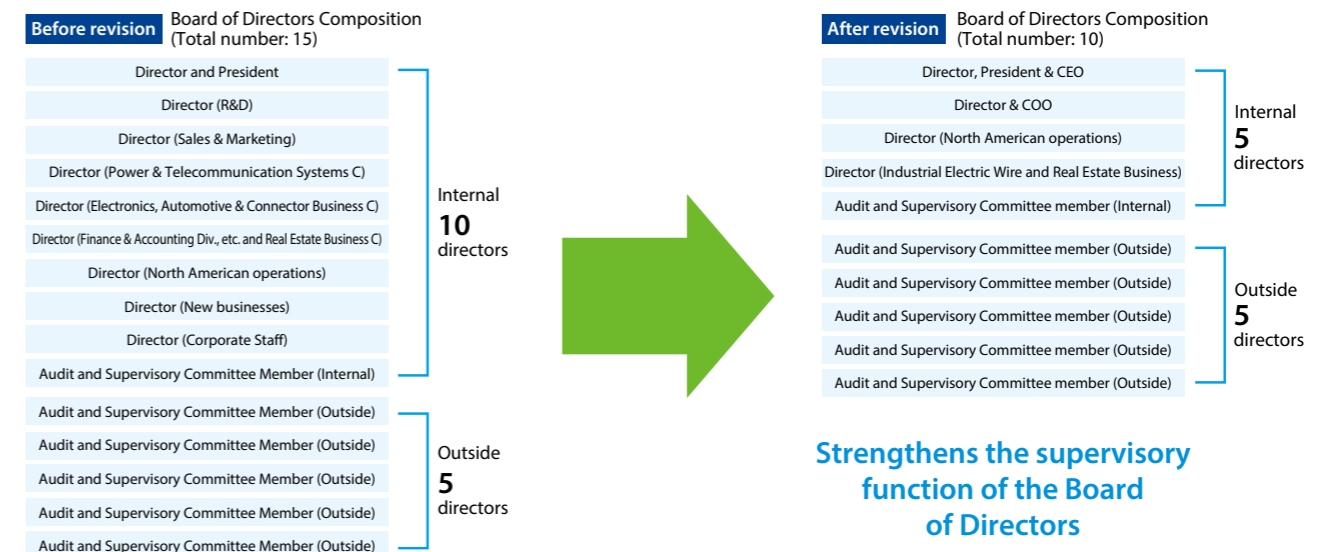 Before revision
Board of Directors Composition
(Total number: 15)
Director and President
Director (R&D)
Director (Sales & Marketing)
Director (Power & Telecommunication Systems C)
Director (Electronics, Automotive & Connector Business C)
Director (Finance & Accounting Div., etc. and Real Estate Business C)
Director (North American operations)
Director (New businesses)
Director (Corporate Staff)
Audit and Supervisory Committee Member (Internal)
Internal
10
directors
Audit and Supervisory Committee Member (Outside)
Audit and Supervisory Committee Member (Outside)
Audit and Supervisory Committee Member (Outside)
Audit and Supervisory Committee Member (Outside)
Audit and Supervisory Committee Member (Outside)
Outside
5
directors
After revision
Board of Directors Composition
(Total number: 10)
Director, President & CEO
Director & COO
Director (North American operations)
Director (Industrial Electric Wire and Real Estate Business)
Audit and Supervisory Committee member (Internal)
Internal
5
directors
Audit and Supervisory Committee member (Outside)
Audit and Supervisory Committee member (Outside)
Audit and Supervisory Committee member (Outside)
Audit and Supervisory Committee member (Outside)
Audit and Supervisory Committee member (Outside)
Outside
5
directors
Strengthens the supervisory
function of the Board
of Directors